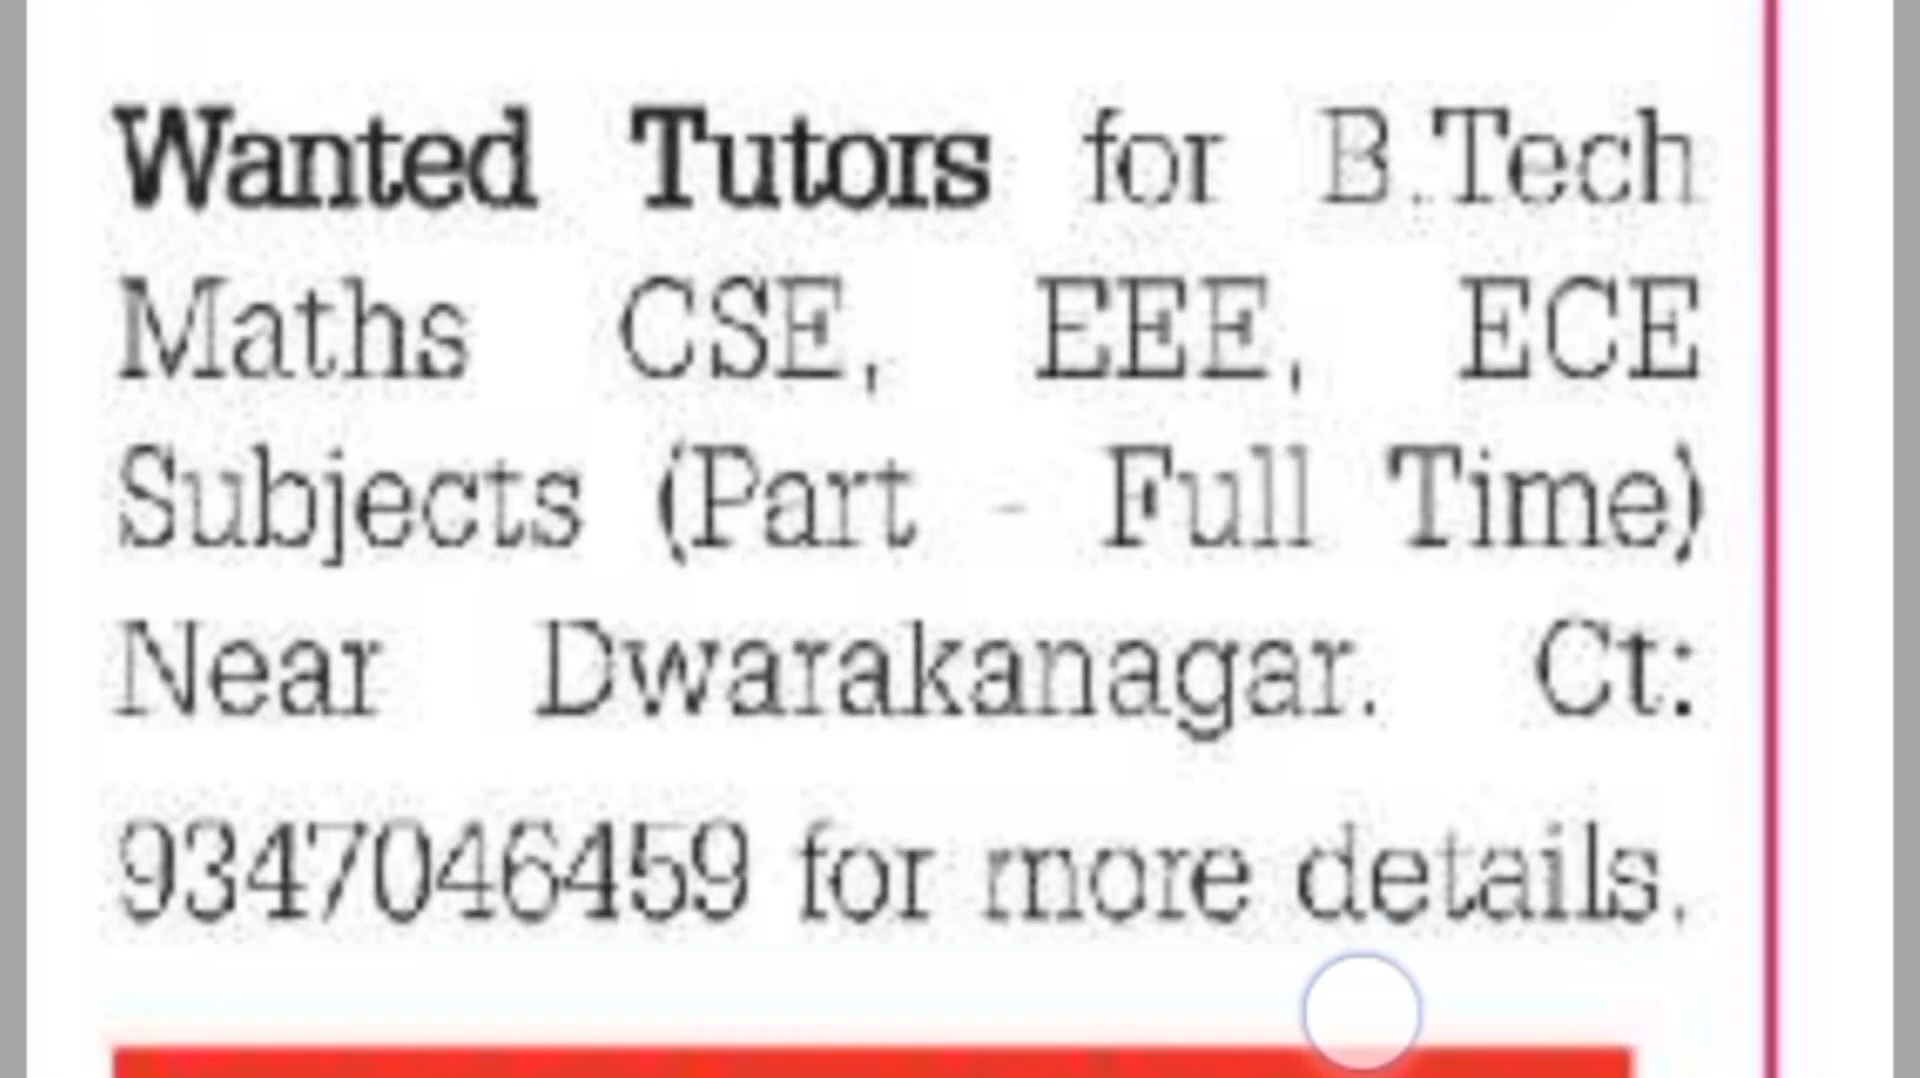 Wanted Tutors for B.Tech
Maths CSE, EEE, ECE
Subjects (Part - Full Time)
Near Dwarakanagar. Ct:
9347046459 for more details.